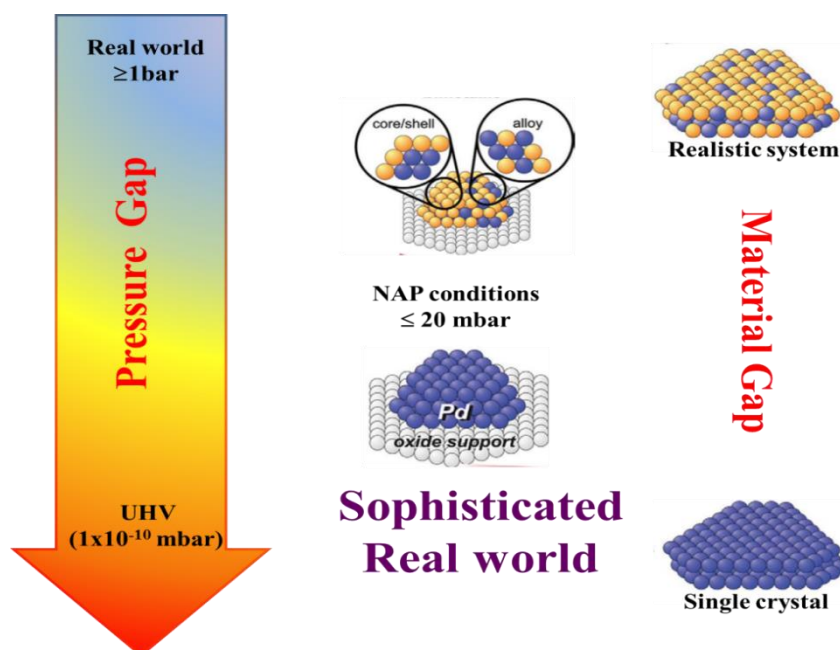 Real world
≥1bar
Pressure Gap
UHV
(1x10⁻¹⁰ mbar)
core/shell
alloy
NAP conditions
≤ 20 mbar
Pd
oxide support
Sophisticated
Real world
Realistic system
Material Gap
Single crystal